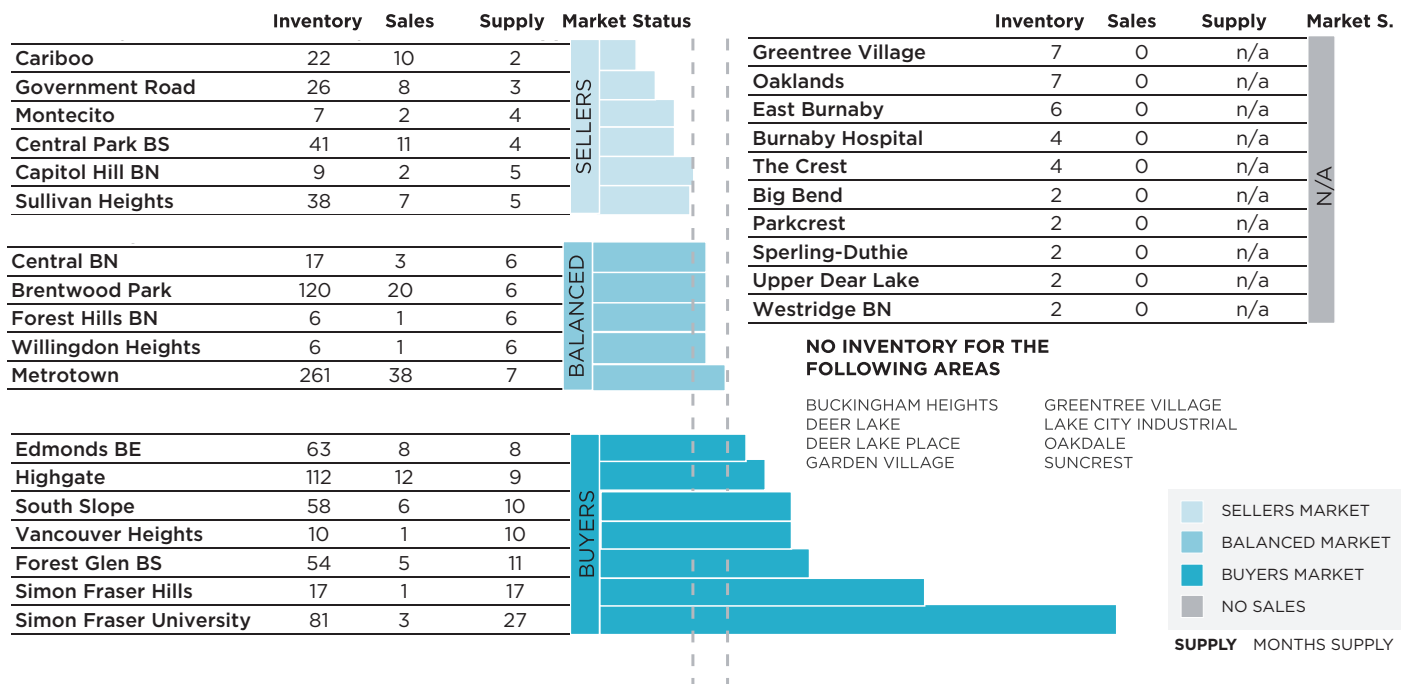 Inventory Sales Supply Market Status
Cariboo 22 10 2
Government Road 26 8 3
Montecito 7 2 4
Central Park BS 41 11 4
Capitol Hill BN 9 2 5
Sullivan Heights 38 7 5
SELLERS
Central BN 17 3 6
Brentwood Park 120 20 6
Forest Hills BN 6 1 6
Willingdon Heights 6 1 6
Metrotown 261 38 7
BALANCED
Edmonds BE 63 8 8
Highgate 112 12 9
South Slope 58 6 10
Vancouver Heights 10 1 10
Forest Glen BS 54 5 11
Simon Fraser Hills 17 1 17
Simon Fraser University 81 3 27
BUYERS
Inventory Sales Supply Market S.
Greentree Village 7 0 n/a
Oaklands 7 0 n/a
East Burnaby 6 0 n/a
Burnaby Hospital 4 0 n/a
The Crest 4 0 n/a
Big Bend 2 0 n/a
Parkcrest 2 0 n/a
Sperling-Duthie 2 0 n/a
Upper Dear Lake 2 0 n/a
Westridge BN 2 0 n/a
N/A
NO INVENTORY FOR THE
FOLLOWING AREAS
BUCKINGHAM HEIGHTS GREENTREE VILLAGE
DEER LAKE LAKE CITY INDUSTRIAL
DEER LAKE PLACE OAKDALE
GARDEN VILLAGE SUNCREST
SELLERS MARKET
BALANCED MARKET
BUYERS MARKET
NO SALES
SUPPLY MONTHS SUPPLY